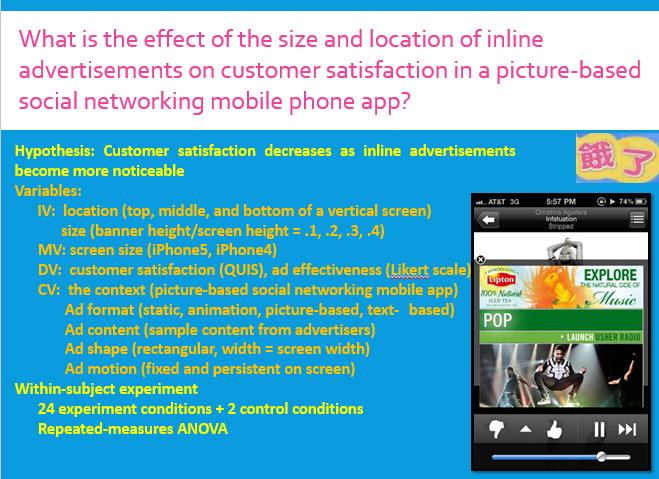 What is the effect of the size and location of inline
advertisements on customer satisfaction in a picture-based
social networking mobile phone app?
Hypothesis: Customer satisfaction decreases as inline advertisements
become more noticeable
Variables:
IV: location (top, middle, and bottom of a vertical screen)
size (banner height/screen height = .1, .2, .3, .4)
MV: screen size (iPhone5, iPhone4)
DV: customer satisfaction (QUIS), ad effectiveness (Likert scale)
CV: the context (picture-based social networking mobile app)
Ad format (static, animation, picture-based, text- based)
Ad content (sample content from advertisers)
Ad shape (rectangular, width = screen width)
Ad motion (fixed and persistent on screen)
Within-subject experiment
24 experiment conditions + 2 control conditions
Repeated-measures ANOVA
餓了
AT&T 3G 5:57 PM 74%
Christina Aguilera
Infatuation
Stripped
Lipton
100% Natural
ICED TEA
EXPLORE
THE NATURAL SIDE OF
Music
POP
LAUNCH USHER RADIO